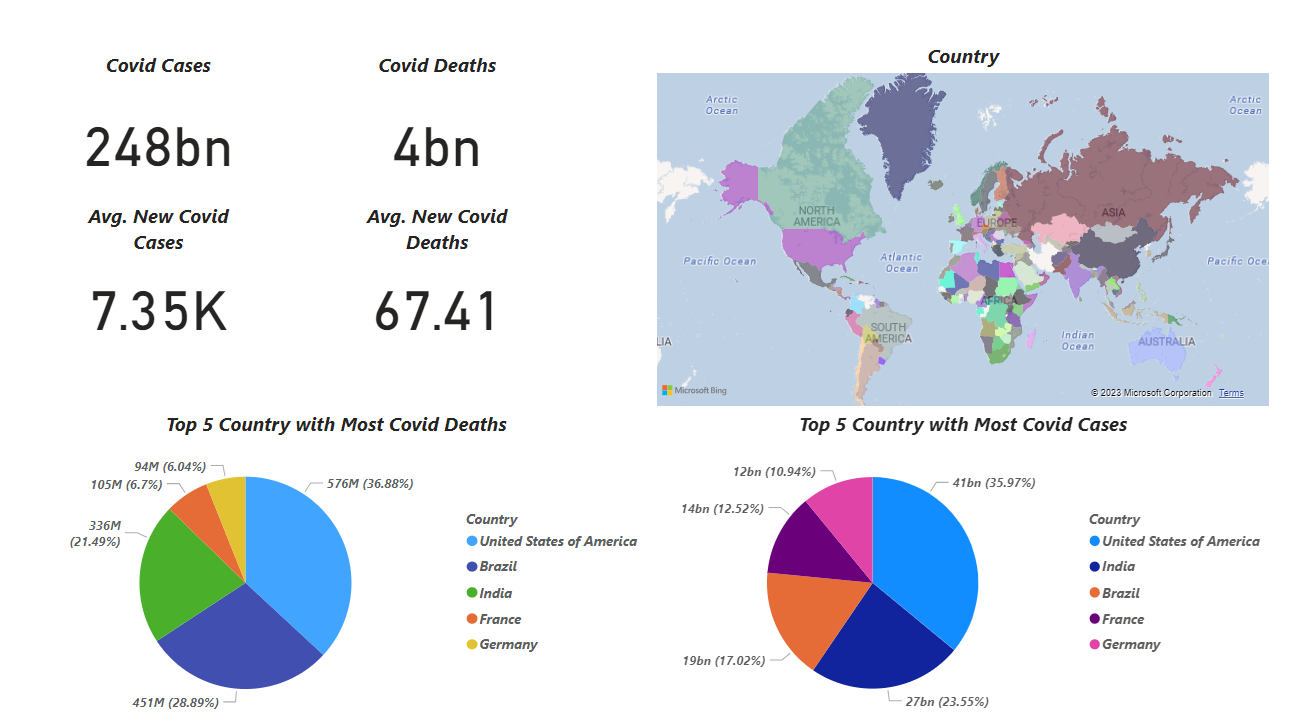 Covid Cases
Covid Deaths
248bn
4bn
Avg. New Covid
Cases
Avg. New Covid
Deaths
7.35K
67.41
Country
Arctic
Ocean
Arctic
Ocean
NORTH
AMERICA
EUROPE
ASIA
Pacific Ocean
Atlantic
Ocean
Pacific Oce
AFRICA
SOUTH
AMERICA
Indian
Ocean
LIA
AUSTRALIA
Microsoft Bing
© 2023 Microsoft Corporation Terms
Top 5 Country with Most Covid Deaths
94M (6.04%)
105M (6.7%)
336M
(21.49%)
576M (36.88%)
451M (28.89%)
Country
United States of America
Brazil
India
France
Germany
Top 5 Country with Most Covid Cases
12bn (10.94%)
14bn (12.52%)
41bn (35.97%)
19bn (17.02%)
27bn (23.55%)
Country
United States of America
India
Brazil
France
Germany